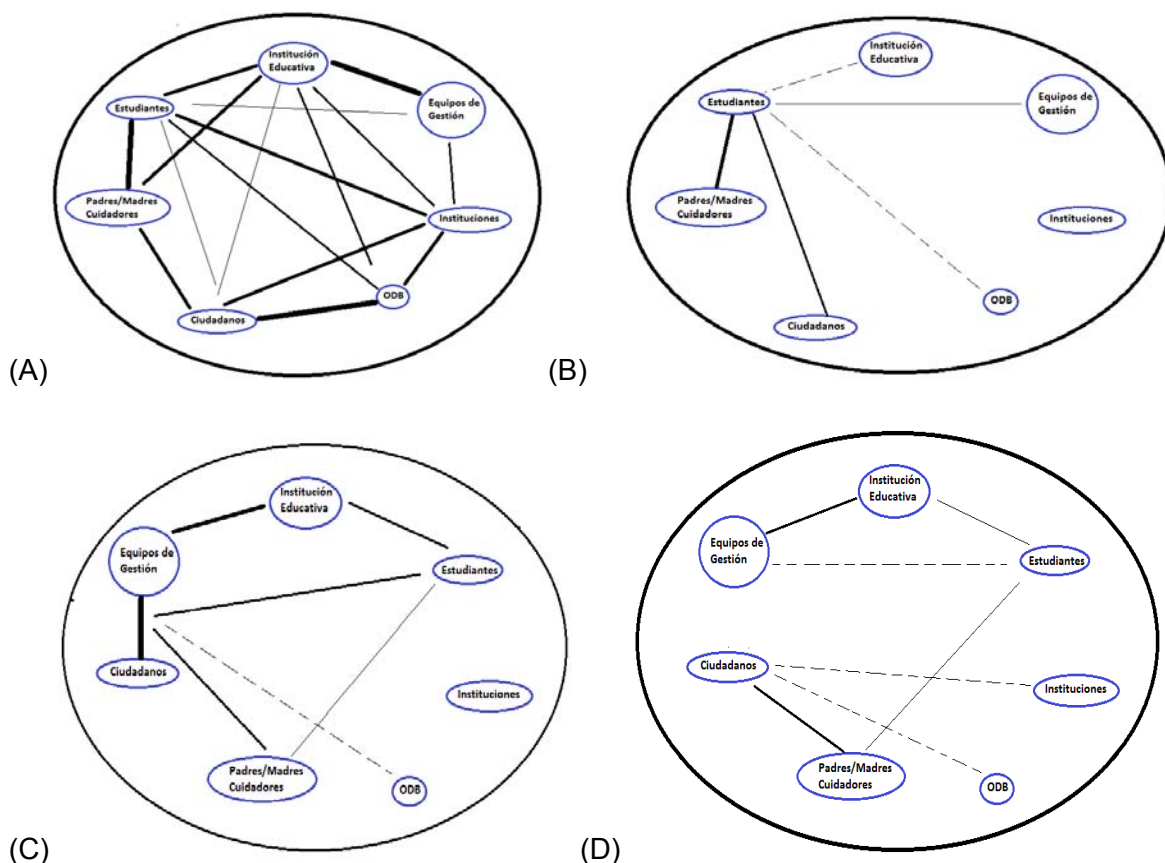 Institución
Educativa
Estudiantes
Equipos de
Gestión
Padres/Madres
Cuidadores
Instituciones
ODB
Ciudadanos
(A)
Institución
Educativa
Estudiantes
Equipos de
Gestión
Padres/Madres
Cuidadores
Instituciones
ODB
Ciudadanos
(B)
Institución
Educativa
Equipos de
Gestión
Estudiantes
Ciudadanos
Instituciones
Padres/Madres
Cuidadores
ODB
(C)
Institución
Educativa
Equipos de
Gestión
Estudiantes
Ciudadanos
Instituciones
Padres/Madres
Cuidadores
ODB
(D)